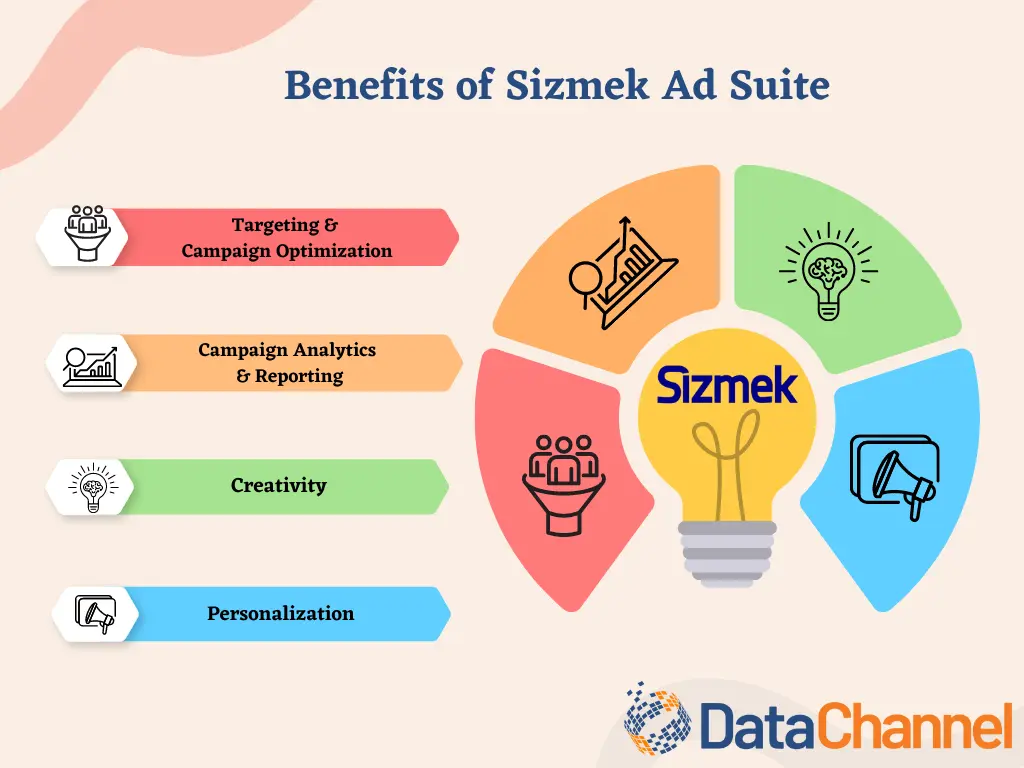 Benefits of Sizmek Ad Suite
Targeting &
Campaign Optimization
Campaign Analytics
& Reporting
Creativity
Personalization
Sizmek
DataChannel